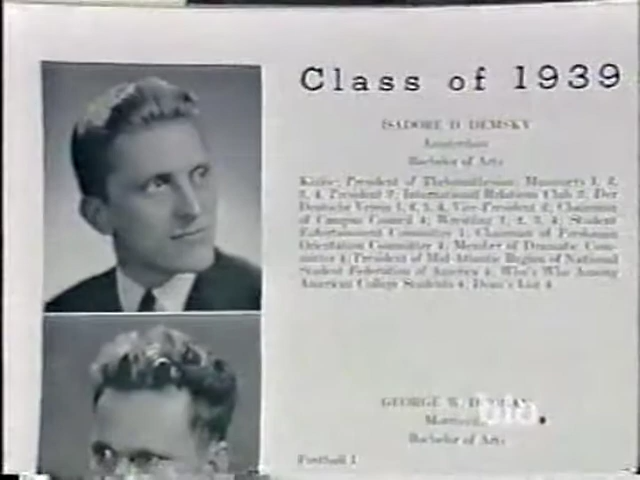 Class of 1939
ISADORE D. DEMSKY
Amsterdam
Bachelor of Arts
President of Thelomathesian; Mummers 1, 2,
3, 4, President 2; International Relations Club 2; Der
Deutsche Verein 1, 2, 3, 4, Vice-President 2; Chairman
of Campus Council 4; Wrestling 1, 2, 3, 4; Student
Entertainment Committee 4; Chairman of Freshman
Orientation Committee 4; Member of Dramatic Com-
mittee 4; President of Mid-Atlantic Region of National
Student Federation of America 4; Who's Who Among
American College Students 4; Dean's List 4
GEORGE W.
bio.
Bachelor of Arts
Football 1